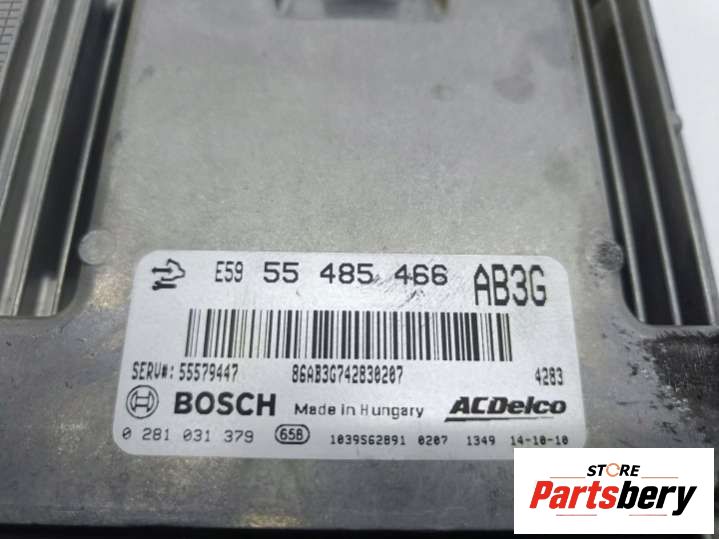 E59 55 485 466 AB3G
SERV#: 55579447 86AB3G742830207 4283
BOSCH Made in Hungary ACDelco
0 281 031 379 658 1039S62891 0207 1349 14-10-10
STORE
Partsbery